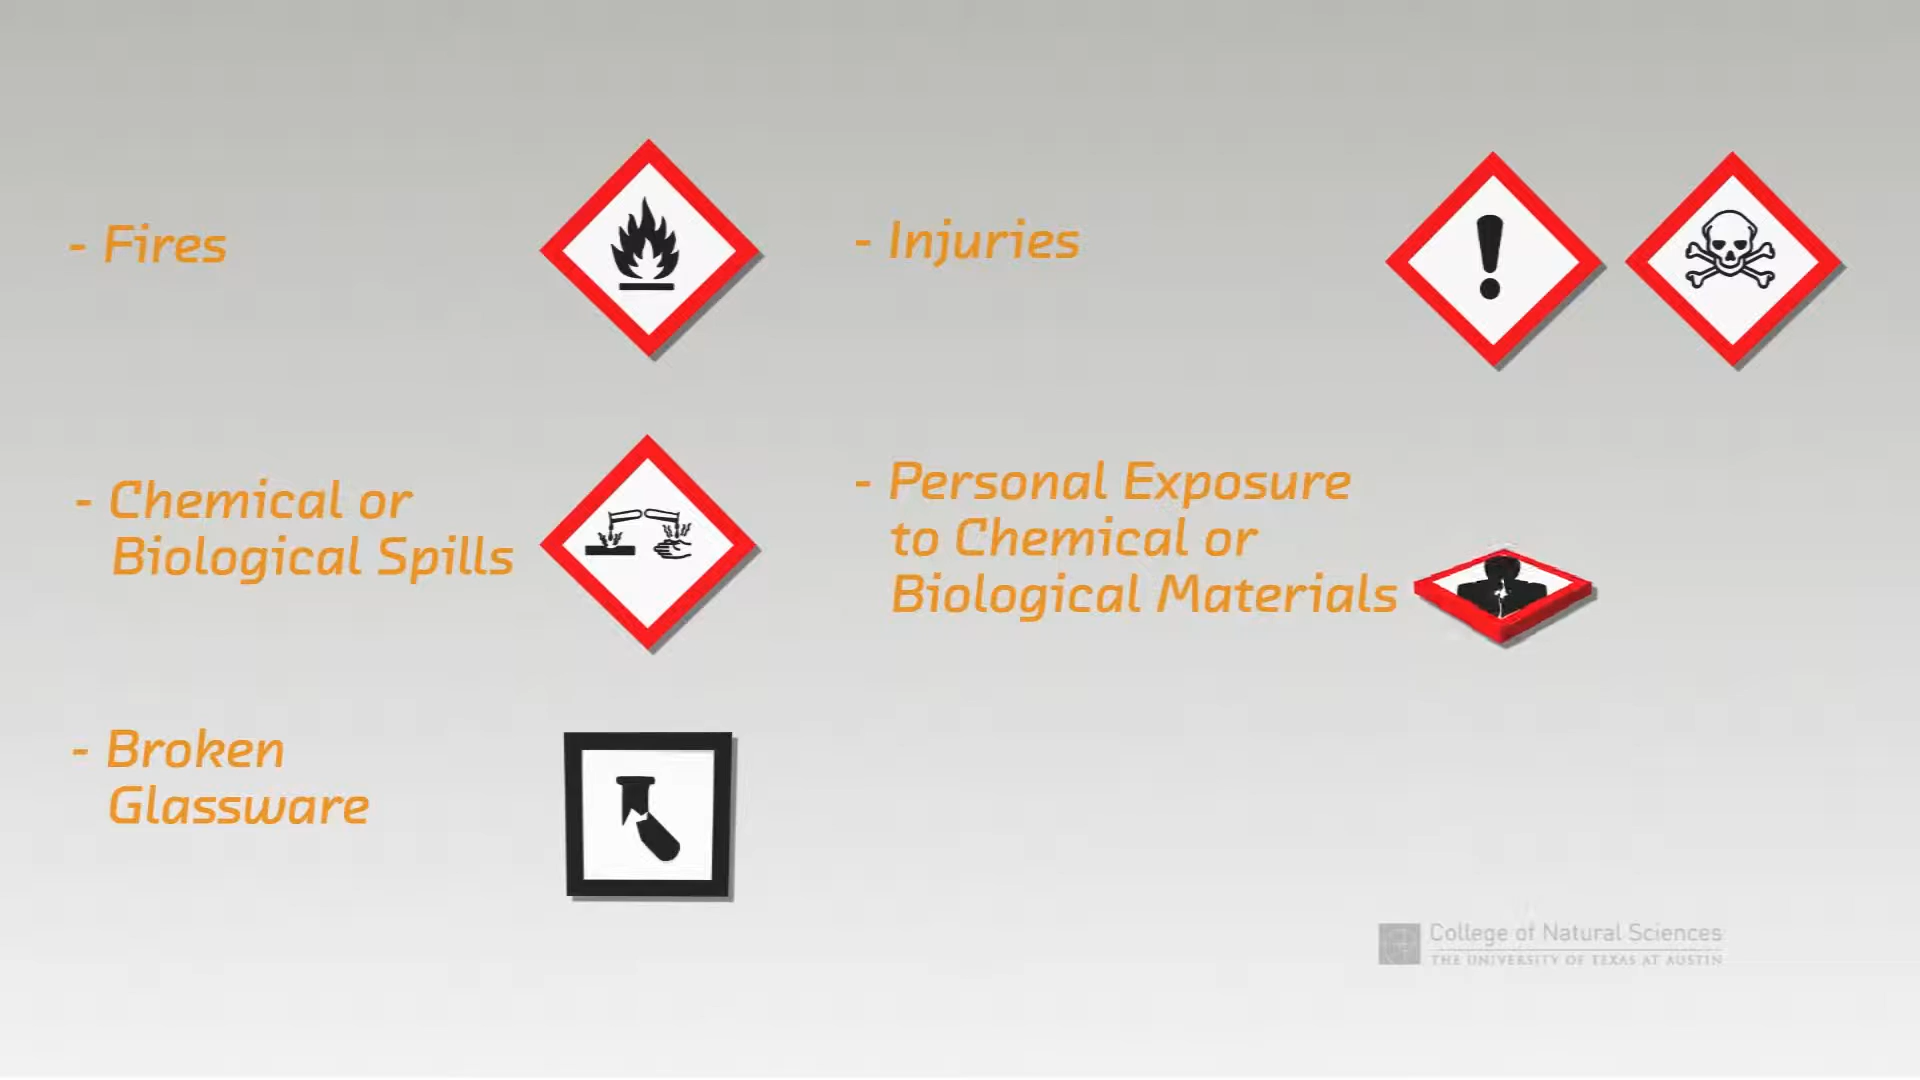 - Fires
- Chemical or
Biological Spills
- Broken
Glassware
- Injuries
- Personal Exposure
to Chemical or
Biological Materials
College of Natural Sciences
THE UNIVERSITY OF TEXAS AT AUSTIN